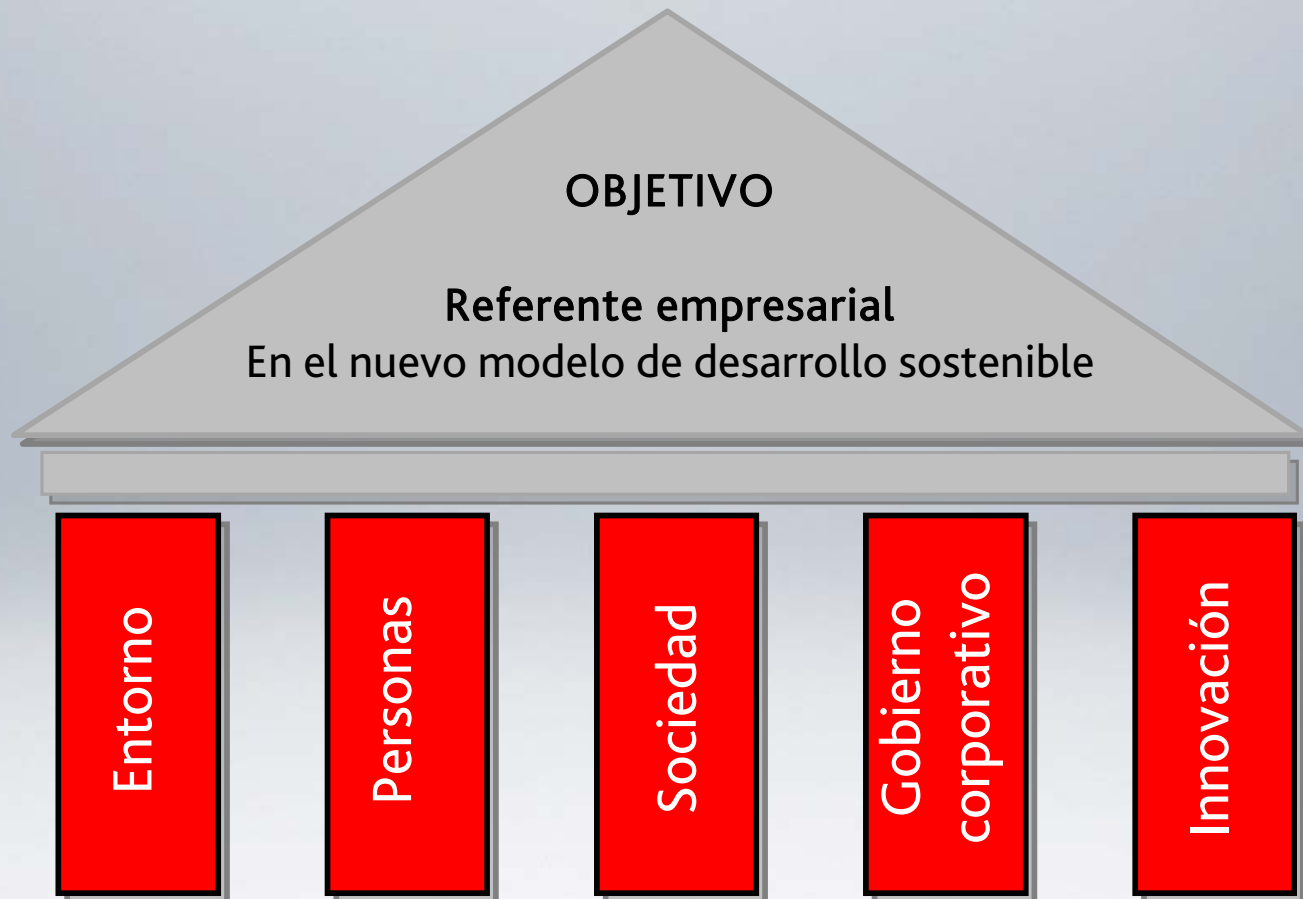 OBJETIVO
Referente empresarial
En el nuevo modelo de desarrollo sostenible
Entorno
Personas
Sociedad
Gobierno
corporativo
Innovación